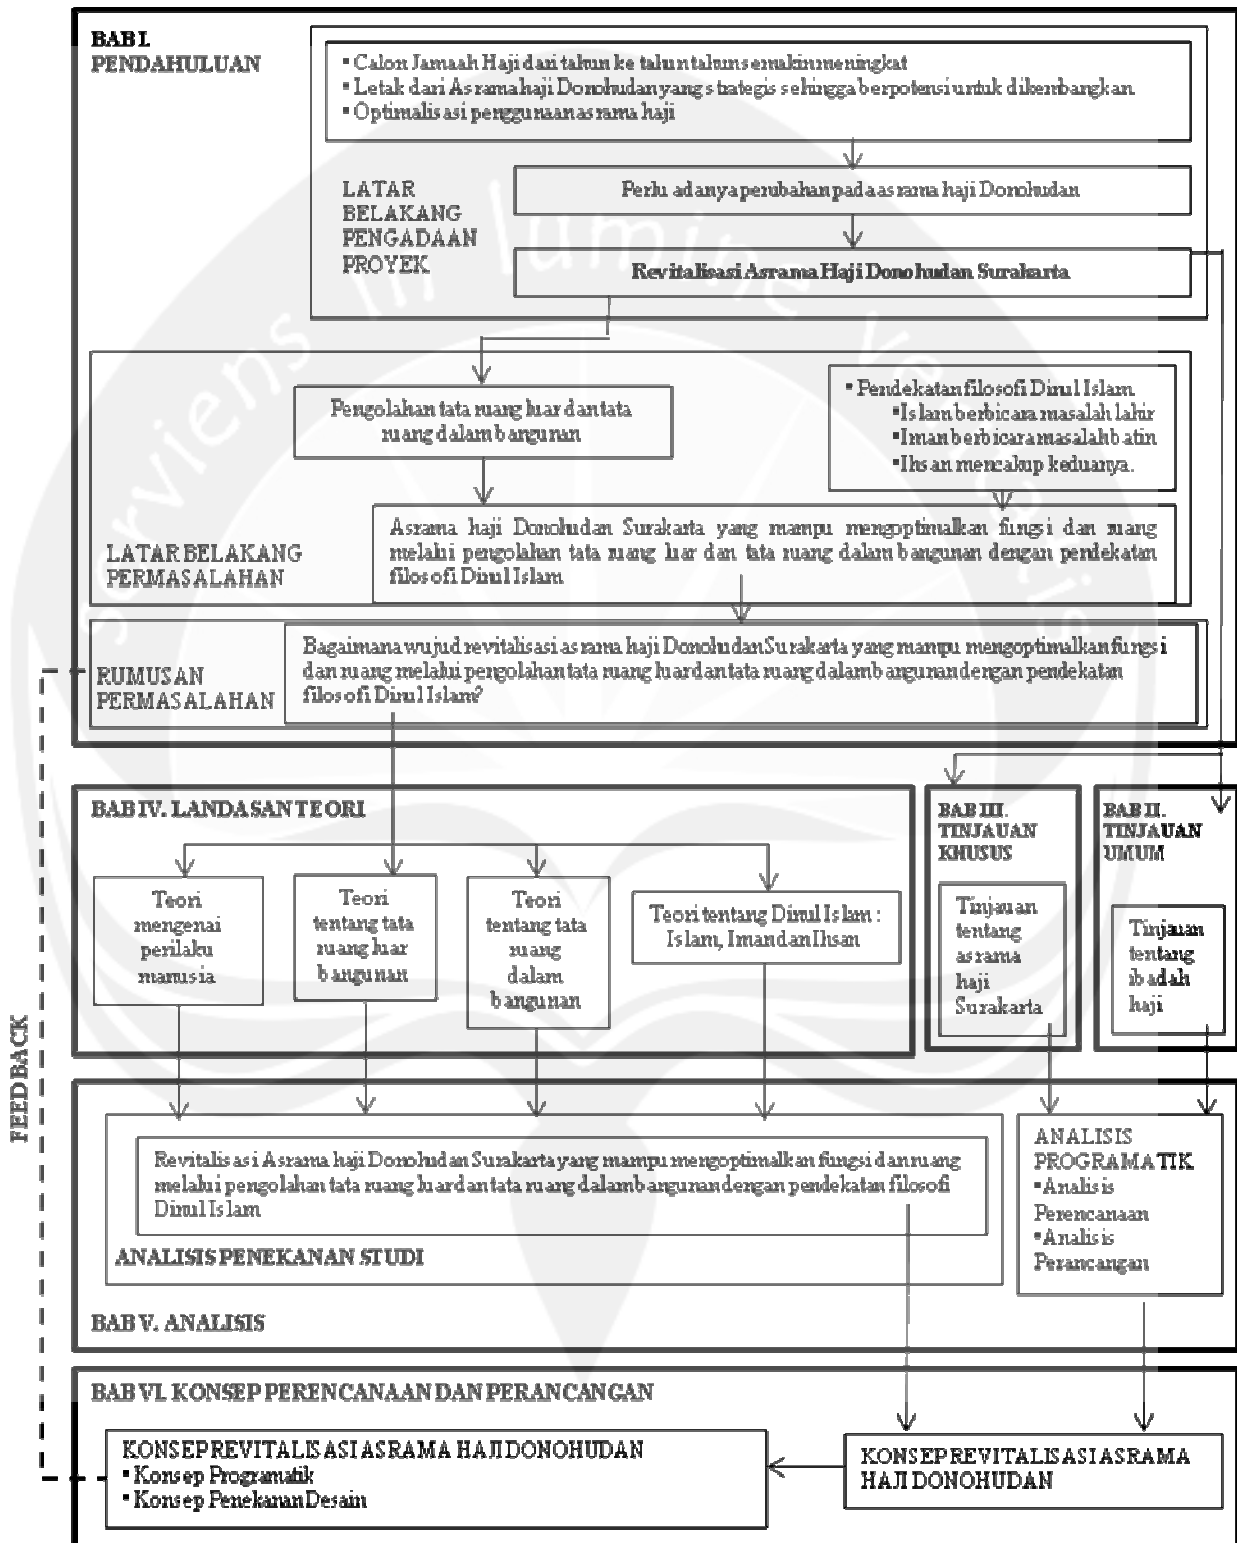 BAB I.
PENDAHULUAN
▪ Calon Jamaah Haji dari tahun ke tahun tahun semakin meningkat
▪ Letak dari Asrama haji Donohudan yang strategis sehingga berpotensi untuk dikembangkan.
▪ Optimalisasi penggunaan asrama haji
LATAR
BELAKANG
PENGADAAN
PROYEK
Perlu adanya perubahan pada asrama haji Donohudan
Revitalisasi Asrama Haji Donohudan Surakarta
Pengolahan tata ruang luar dan tata
ruang dalam bangunan
▪ Pendekatan filosofi Dinul Islam
▪Islam berbicara masalah lahir
▪Iman berbicara masalah batin
▪Ihsan mencakup keduanya.
LATAR BELAKANG
PERMASALAHAN
Asrama haji Donohudan Surakarta yang mampu mengoptimalkan fungsi dan ruang
melalui pengolahan tata ruang luar dan tata ruang dalam bangunan dengan pendekatan
filosofi Dinul Islam
RUMUSAN
PERMASALAHAN
Bagaimana wujud revitalisasi asrama haji Donohudan Surakarta yang mampu mengoptimalkan fungsi
dan ruang melalui pengolahan tata ruang luar dan tata ruang dalam bangunan dengan pendekatan
filosofi Dinul Islam?
BAB IV. LANDASAN TEORI
Teori
mengenai
perilaku
manusia
Teori
tentang tata
ruang luar
bangunan
Teori
tentang tata
ruang
dalam
bangunan
Teori tentang Dinul Islam :
Islam, Iman dan Ihsan
BAB III.
TINJAUAN
KHUSUS
Tinjauan
tentang
asrama
haji
Surakarta
BAB II.
TINJAUAN
UMUM
Tinjauan
tentang
ibadah
haji
FEEDBACK
Revitalisasi Asrama haji Donohudan Surakarta yang mampu mengoptimalkan fungsi dan ruang
melalui pengolahan tata ruang luar dan tata ruang dalam bangunan dengan pendekatan filosofi
Dinul Islam
ANALISIS PENEKANAN STUDI
ANALISIS
PROGRAMATIK
▪Analisis
Perencanaan
▪Analisis
Perancangan
BAB V. ANALISIS
BAB VI. KONSEP PERENCANAAN DAN PERANCANGAN
KONSEP REVITALISASI ASRAMA HAJI DONOHUDAN
▪ Konsep Programatik
▪ Konsep Penekanan Desain
KONSEP REVITALISASI ASRAMA
HAJI DONOHUDAN
serviens in lumine veritatis